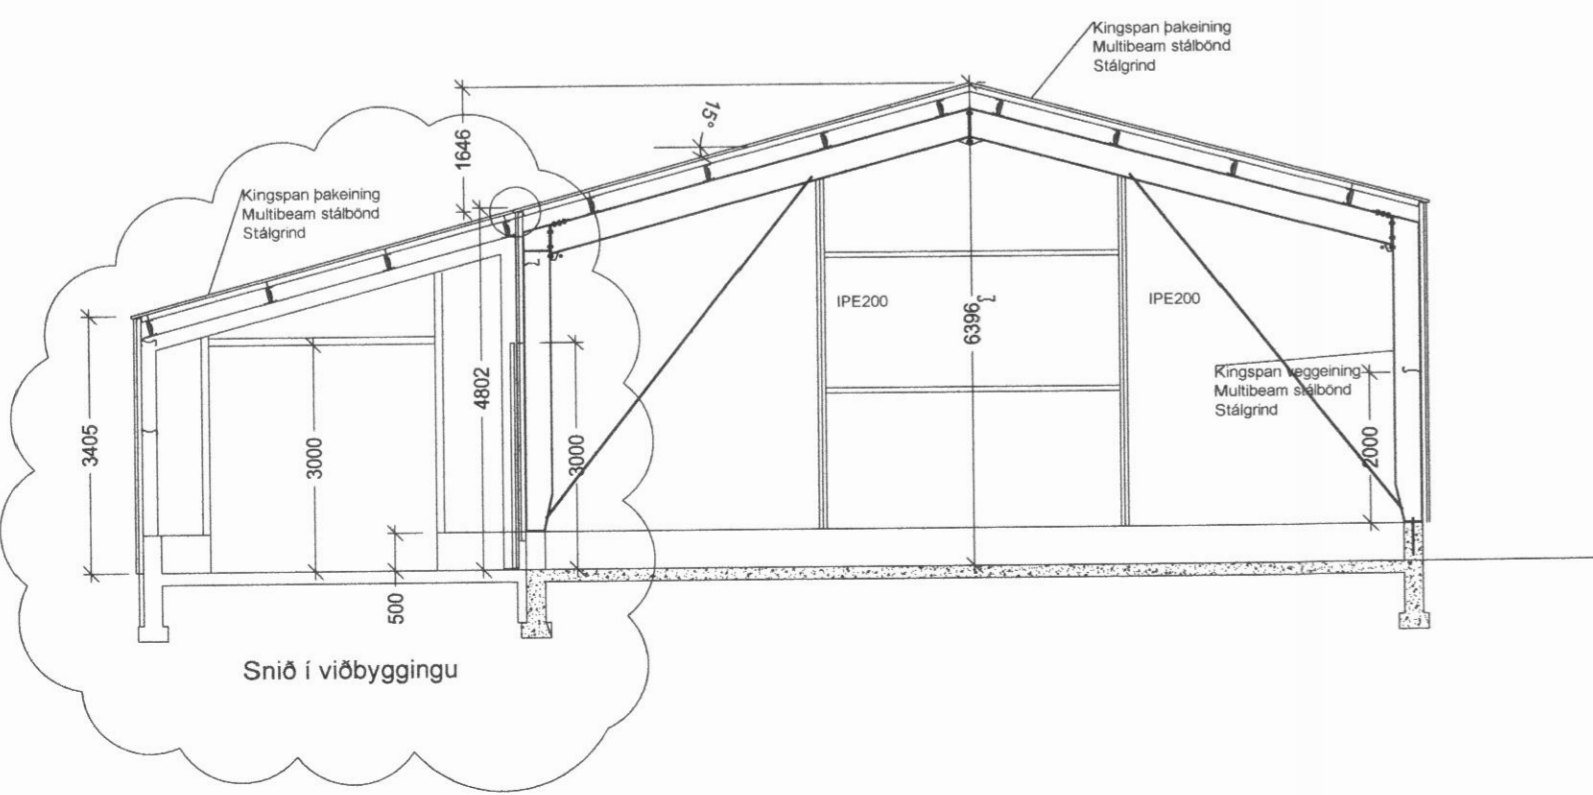 Kingspan þakeining
Multibeam stálbönd
Stálgrind
15°
1646
Kingspan þakeining
Multibeam stálbönd
Stálgrind
IPE200
IPE200
6396
4802
Kingspan veggeining
Multibeam stálbönd
Stálgrind
3405
3000
3000
2000
500
Snið í viðbyggingu